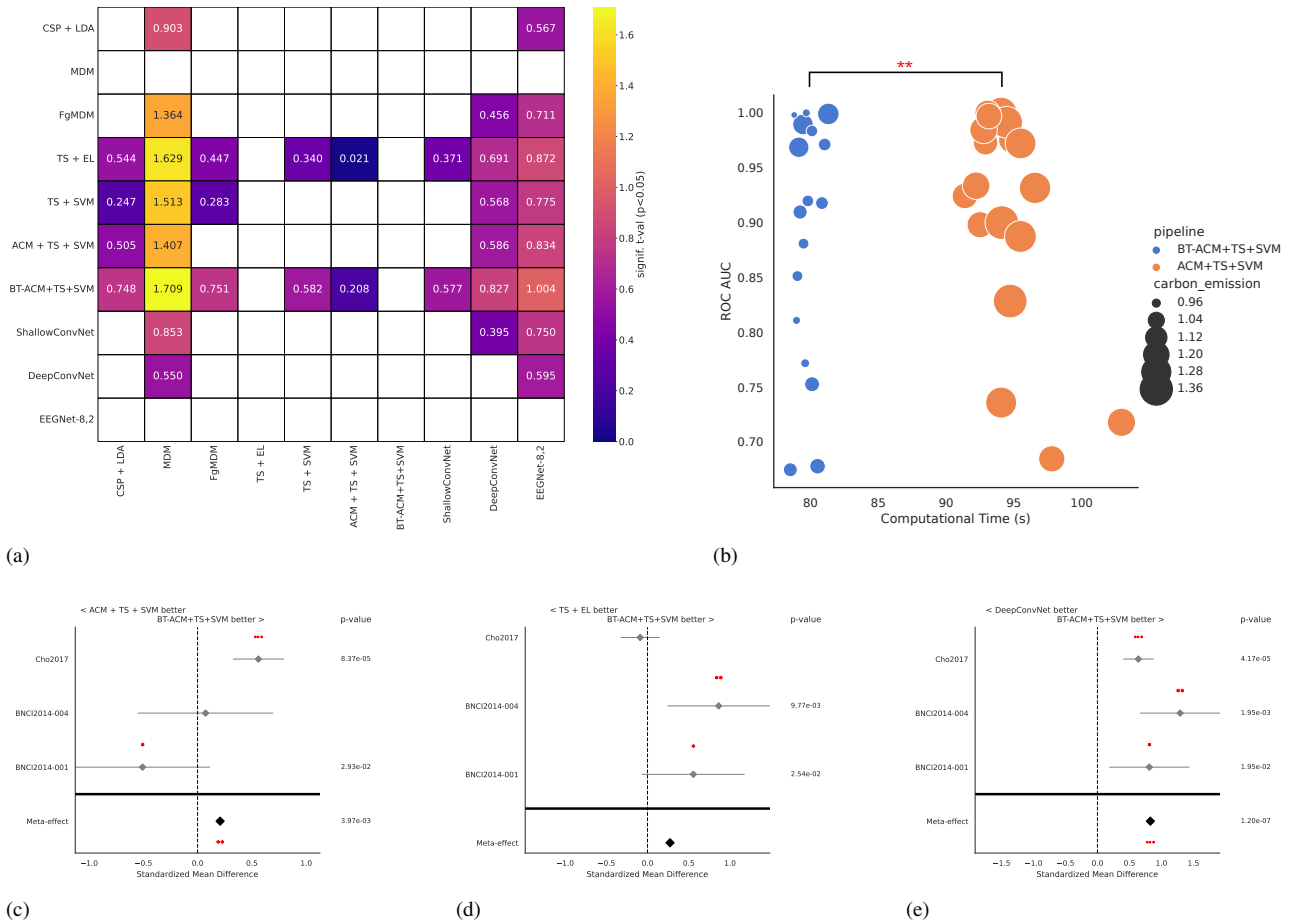 CSP + LDA 0.903 0.567
MDM
FgMDM 1.364 0.456 0.711
TS + EL 0.544 1.629 0.447 0.340 0.021 0.371 0.691 0.872
TS + SVM 0.247 1.513 0.283 0.568 0.775
ACM + TS + SVM 0.505 1.407 0.586 0.834
BT-ACM+TS+SVM 0.748 1.709 0.751 0.582 0.208 0.577 0.827 1.004
ShallowConvNet 0.853 0.395 0.750
DeepConvNet 0.550 0.595
EEGNet-8,2
CSP + LDA
MDM
FgMDM
TS + EL
TS + SVM
ACM + TS + SVM
BT-ACM+TS+SVM
ShallowConvNet
DeepConvNet
EEGNet-8,2
1.6
1.4
1.2
1.0
0.8
0.6
0.4
0.2
0.0
signif. t-val (p<0.05)
(a)
**
1.00
0.95
0.90
0.85
0.80
0.75
0.70
ROC AUC
80 85 90 95 100
Computational Time (s)
pipeline
BT-ACM+TS+SVM
ACM+TS+SVM
carbon_emission
0.96
1.04
1.12
1.20
1.28
1.36
(b)
< ACM + TS + SVM better
BT-ACM+TS+SVM better > p-value
Cho2017 8.37e-05
BNCI2014-004
BNCI2014-001 2.93e-02
Meta-effect 3.97e-03
−1.0 −0.5 0.0 0.5 1.0
Standardized Mean Difference
(c)
< TS + EL better
BT-ACM+TS+SVM better > p-value
Cho2017
BNCI2014-004 9.77e-03
BNCI2014-001 2.54e-02
Meta-effect
−1.0 −0.5 0.0 0.5 1.0
Standardized Mean Difference
(d)
< DeepConvNet better
BT-ACM+TS+SVM better > p-value
Cho2017 4.17e-05
BNCI2014-004 1.95e-03
BNCI2014-001 1.95e-02
Meta-effect 1.20e-07
−1.5 −1.0 −0.5 0.0 0.5 1.0 1.5
Standardized Mean Difference
(e)